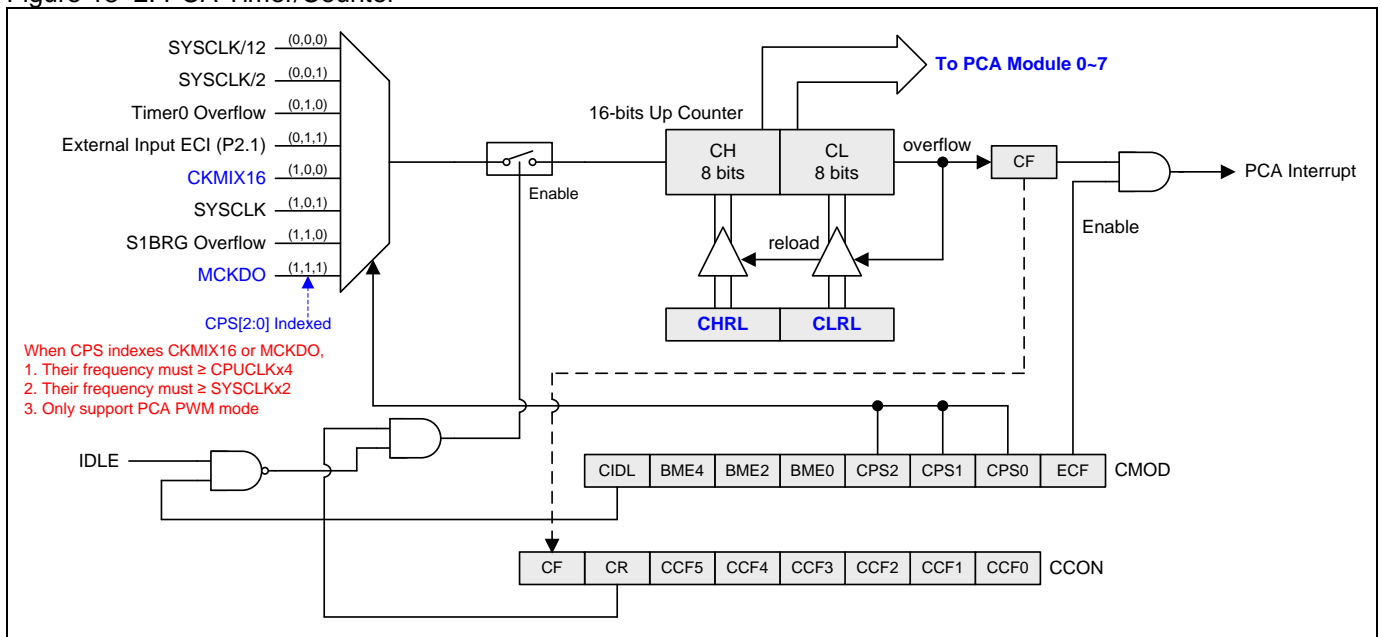 Figure 18-2. PCA Timer/Counter
SYSCLK/12 (0,0,0)
SYSCLK/2 (0,0,1)
Timer0 Overflow (0,1,0)
External Input ECI (P2.1) (0,1,1)
CKMIX16 (1,0,0)
SYSCLK (1,0,1)
S1BRG Overflow (1,1,0)
MCKDO (1,1,1)
CPS[2:0] Indexed
When CPS indexes CKMIX16 or MCKDO,
1. Their frequency must ≥ CPUCLKx4
2. Their frequency must ≥ SYSCLKx2
3. Only support PCA PWM mode
Enable
To PCA Module 0~7
16-bits Up Counter
CH
8 bits
CL
8 bits
overflow
CF
PCA Interrupt
Enable
reload
CHRL CLRL
IDLE
CIDL BME4 BME2 BME0 CPS2 CPS1 CPS0 ECF CMOD
CF CR CCF5 CCF4 CCF3 CCF2 CCF1 CCF0 CCON